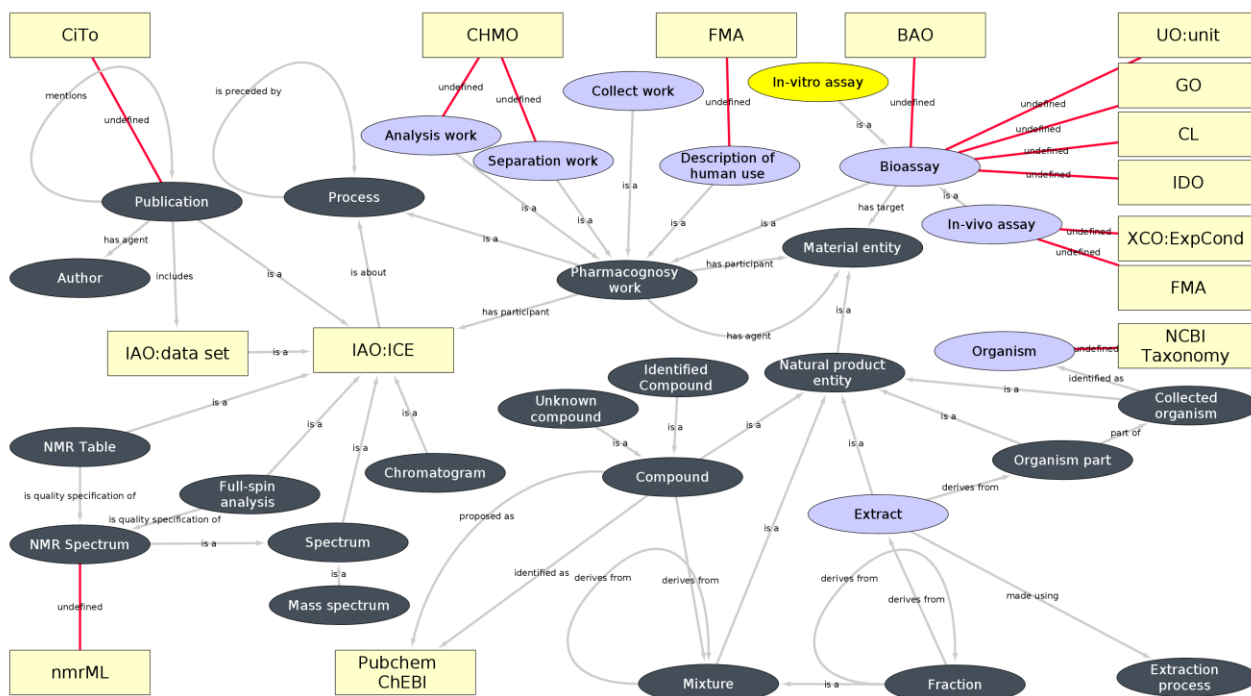 CiTo
CHMO
FMA
BAO
UO:unit
GO
CL
IDO
XCO:ExpCond
FMA
NCBI
Taxonomy
mentions
undefined
is preceded by
undefined
undefined
Collect work
undefined
In-vitro assay
undefined
undefined
undefined
undefined
undefined
is a
Analysis work
Separation work
Description of
human use
Bioassay
is a
In-vivo assay
undefined
undefined
Publication
Process
is a
is a
is a
is a
is a
has target
Material entity
has agent
Author
includes
is a
is about
is a
Pharmacognosy
work
has participant
has participant
has agent
IAO:data set
is a
IAO:ICE
is a
Organism
undefined
identified as
Identified
Compound
Natural product
entity
is a
Collected
organism
Unknown
compound
is a
is a
is a
is a
is a
is a
part of
NMR Table
is a
is a
is a
is a
Chromatogram
Compound
Organism part
is quality specification of
Full-spin
analysis
derives from
is quality specification of
proposed as
is a
Extract
NMR Spectrum
is a
Spectrum
is a
identified as
derives from
derives from
derives from
derives from
made using
undefined
Mass spectrum
nmrML
Pubchem
ChEBI
Mixture
is a
Fraction
Extraction
process